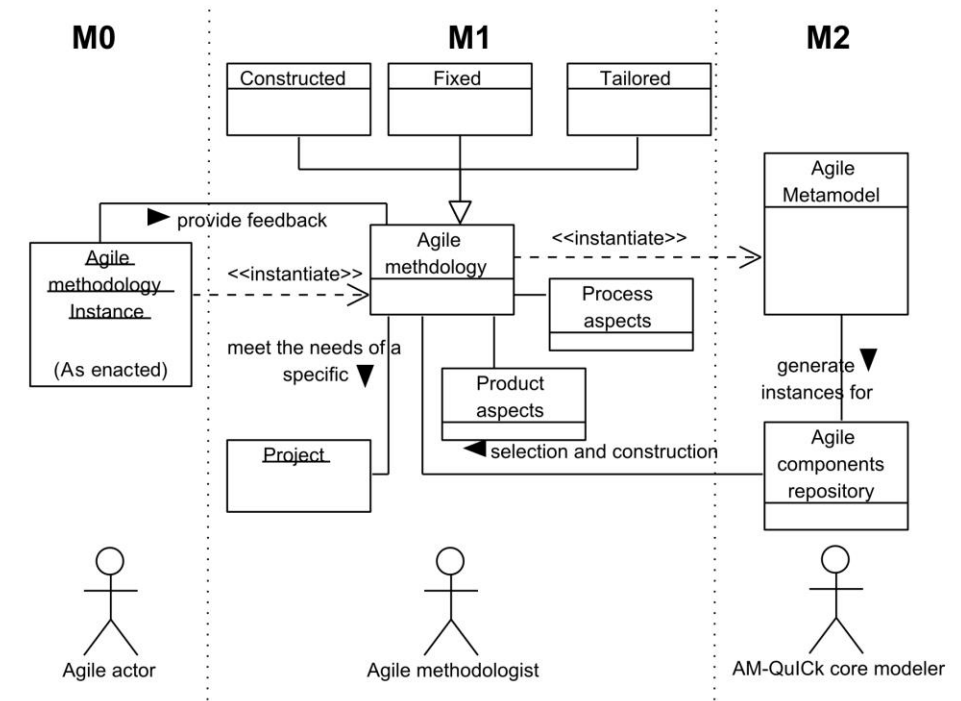 M0
M1
M2
Constructed
Fixed
Tailored
Agile
Metamodel
provide feedback
Agile
methdology
<<instantiate>>
Agile
methodology
Instance
(As enacted)
<<instantiate>>
Process
aspects
meet the needs of a
specific
Product
aspects
generate
instances for
Project
selection and construction
Agile
components
repository
Agile actor
Agile methodologist
AM-QuICk core modeler